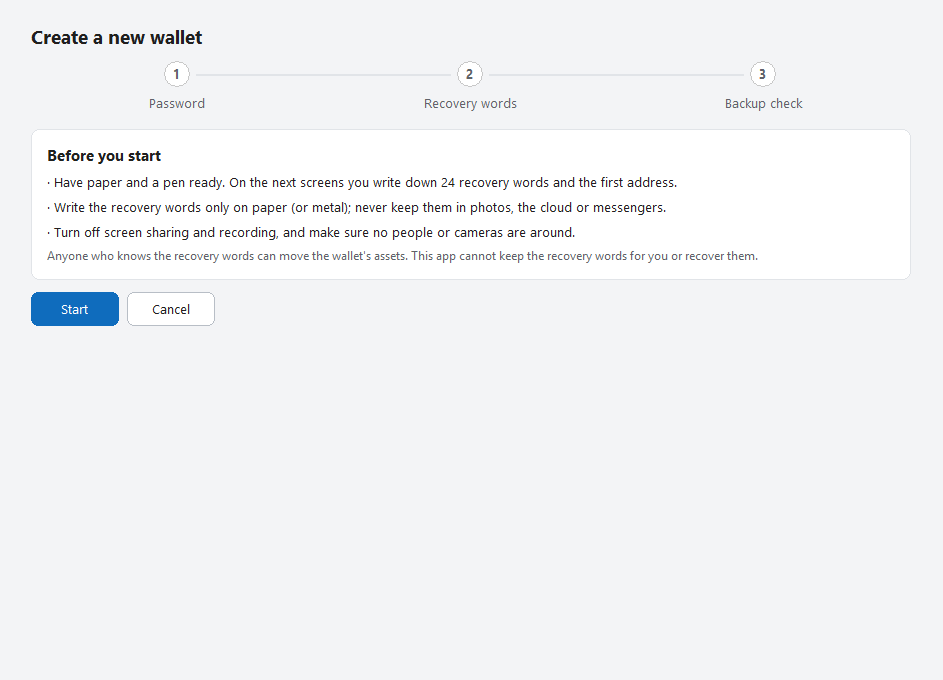 Create a new wallet
1 2 3
Password Recovery words Backup check
Before you start
· Have paper and a pen ready. On the next screens you write down 24 recovery words and the first address.
· Write the recovery words only on paper (or metal); never keep them in photos, the cloud or messengers.
· Turn off screen sharing and recording, and make sure no people or cameras are around.
Anyone who knows the recovery words can move the wallet's assets. This app cannot keep the recovery words for you or recover them.
Start Cancel